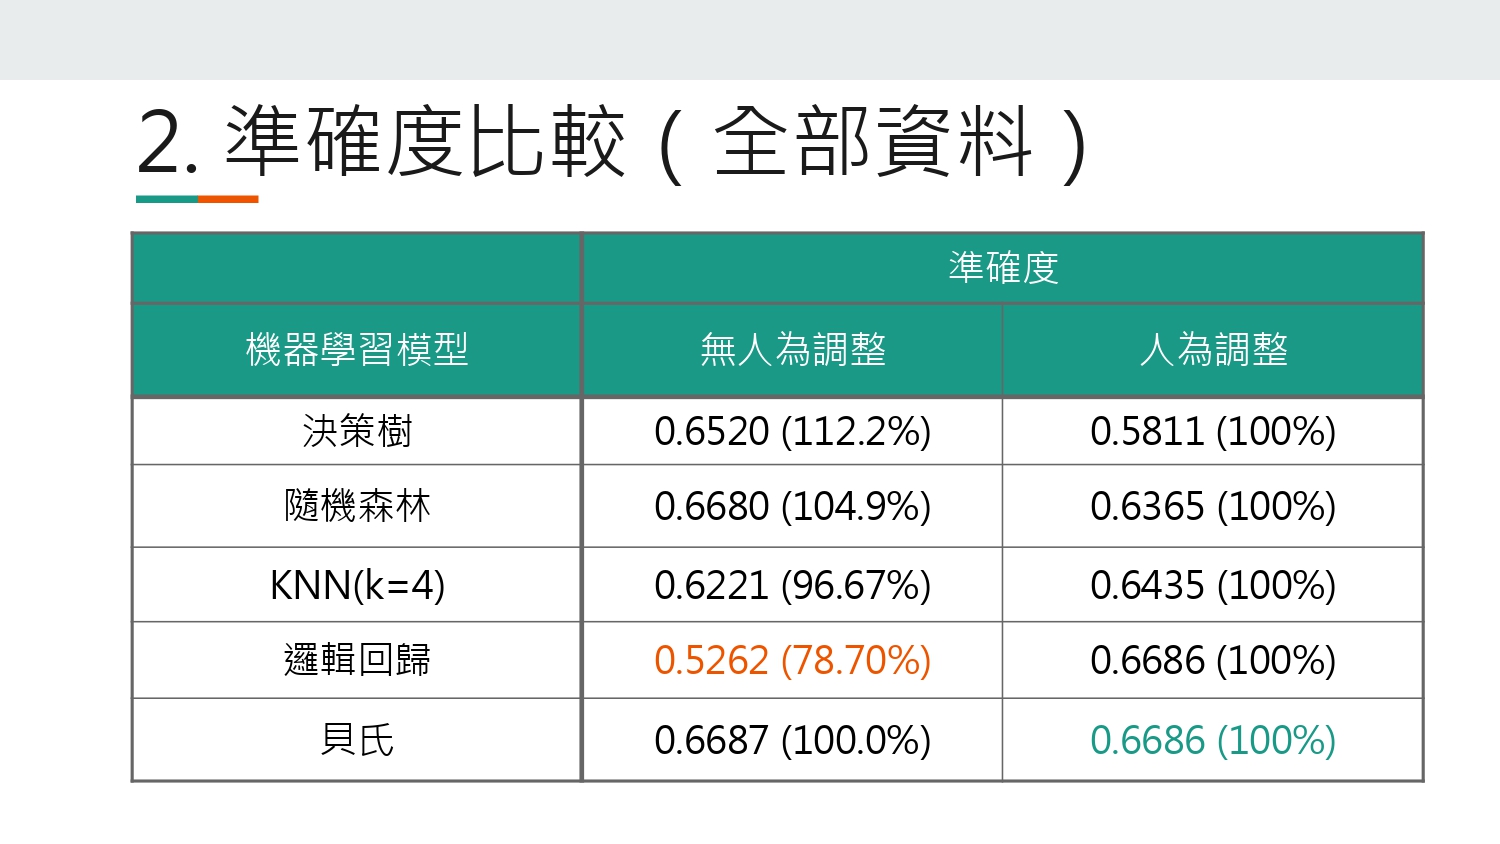 2. 準確度比較（全部資料）
準確度
機器學習模型 無人為調整 人為調整
決策樹 0.6520 (112.2%) 0.5811 (100%)
隨機森林 0.6680 (104.9%) 0.6365 (100%)
KNN(k=4) 0.6221 (96.67%) 0.6435 (100%)
邏輯回歸 0.5262 (78.70%) 0.6686 (100%)
貝氏 0.6687 (100.0%) 0.6686 (100%)